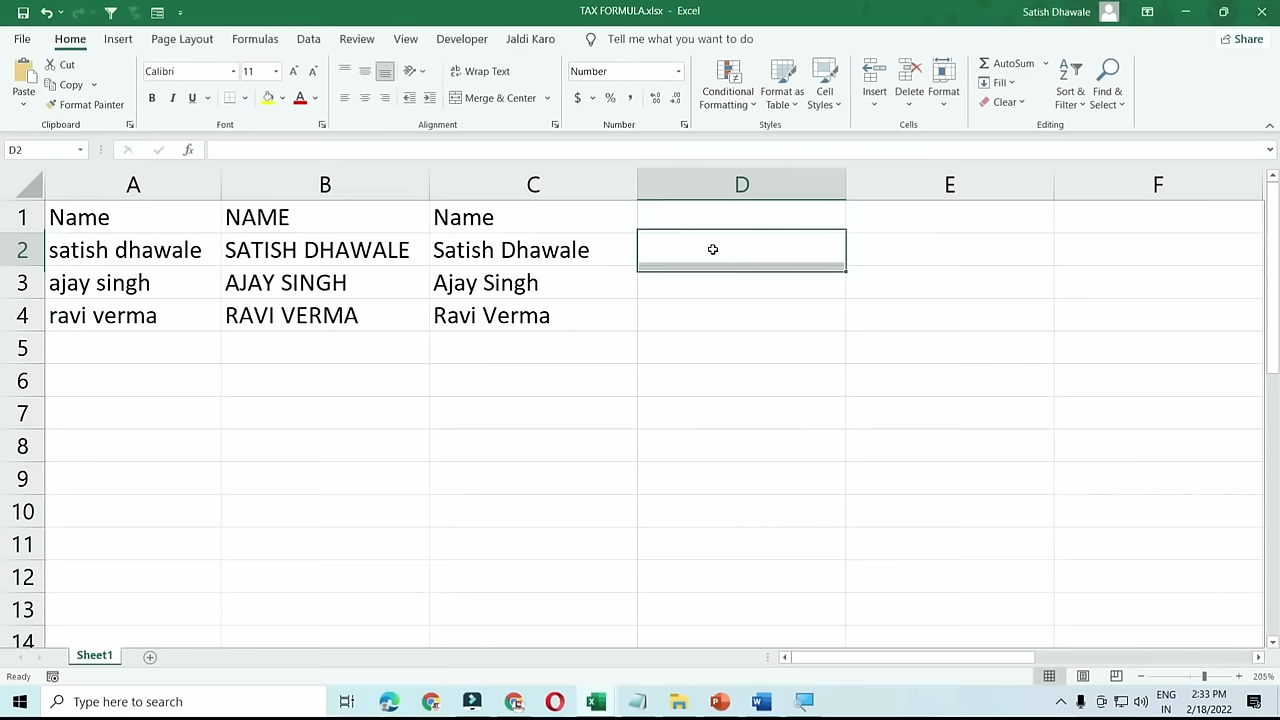 TAX FORMULA.xlsx - Excel
Satish Dhawale
File Home Insert Page Layout Formulas Data Review View Developer Jaldi Karo Tell me what you want to do Share
Paste
Cut
Copy
Format Painter
Clipboard
Calibri 11
B I U A
Font
Wrap Text
Merge & Center
Alignment
Number
$ % ,
Number
Conditional Formatting
Format as Table
Cell Styles
Styles
Insert Delete Format
Cells
AutoSum
Fill
Clear
Sort & Filter
Find & Select
Editing
D2 fx
A B C D E F
1 Name NAME Name
2 satish dhawale SATISH DHAWALE Satish Dhawale
3 ajay singh AJAY SINGH Ajay Singh
4 ravi verma RAVI VERMA Ravi Verma
5
6
7
8
9
10
11
12
13
14
Sheet1
Ready 205%
Type here to search
ENG
IN
2:33 PM
2/18/2022